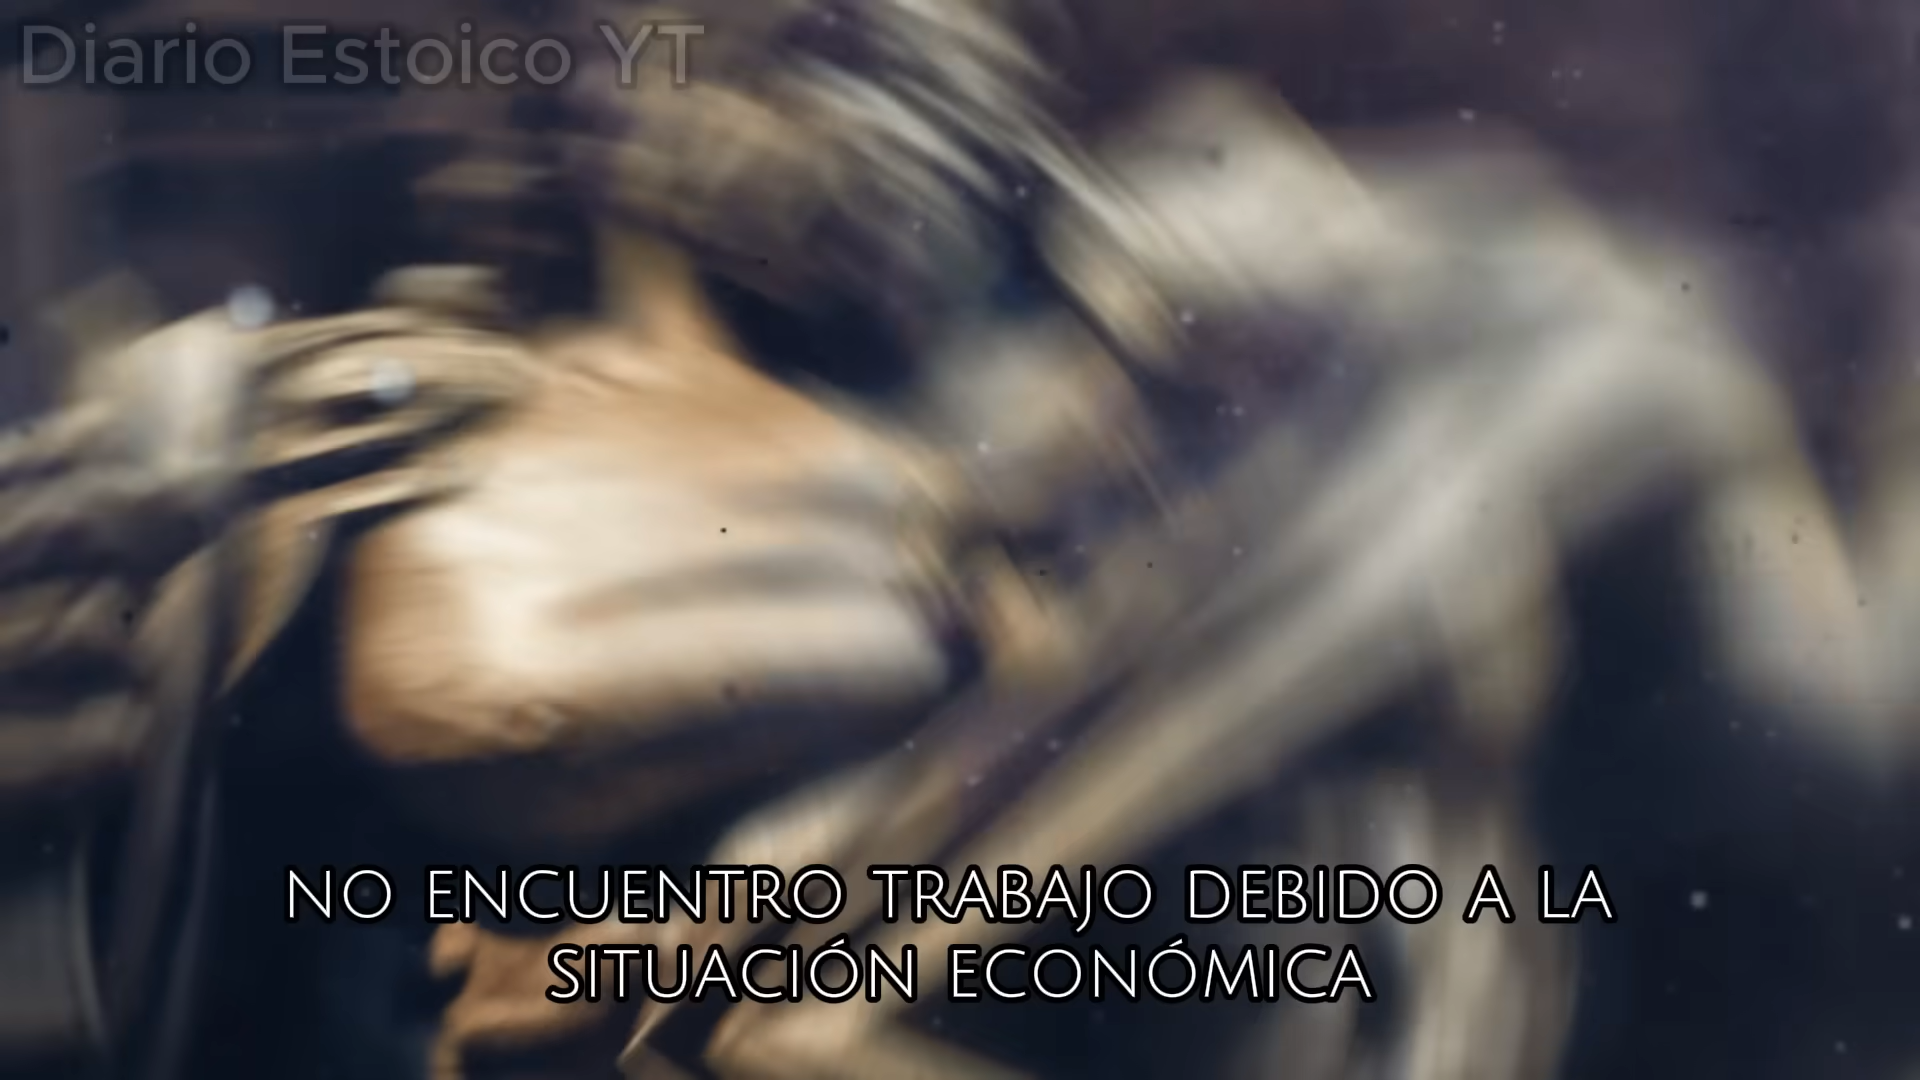 Diario Estoico YT
NO ENCUENTRO TRABAJO DEBIDO A LA
SITUACIÓN ECONÓMICA